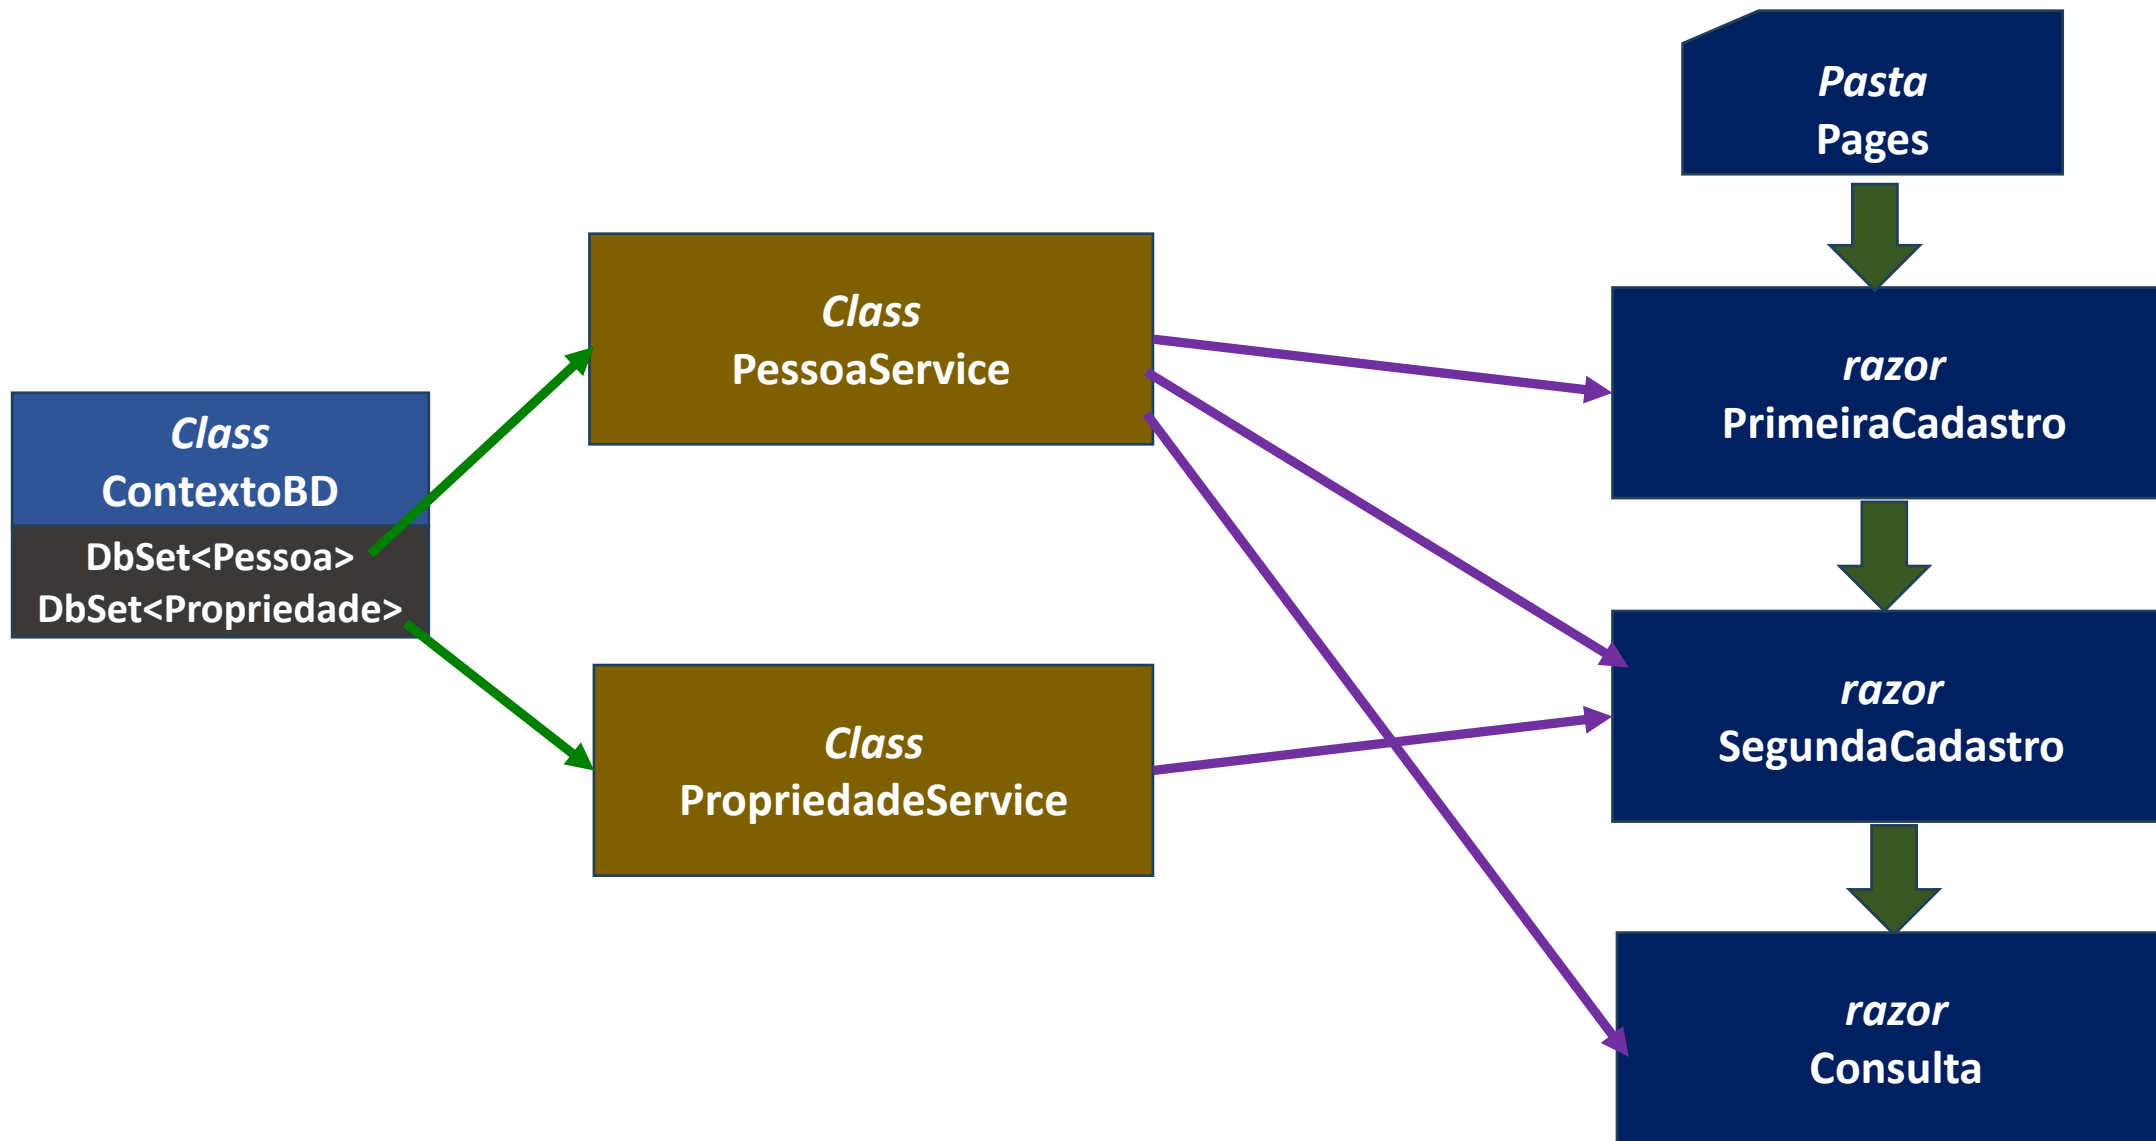 Pasta
Pages
Class
PessoaService
razor
PrimeiraCadastro
Class
ContextoBD
DbSet<Pessoa>
DbSet<Propriedade>
Class
PropriedadeService
razor
SegundaCadastro
razor
Consulta